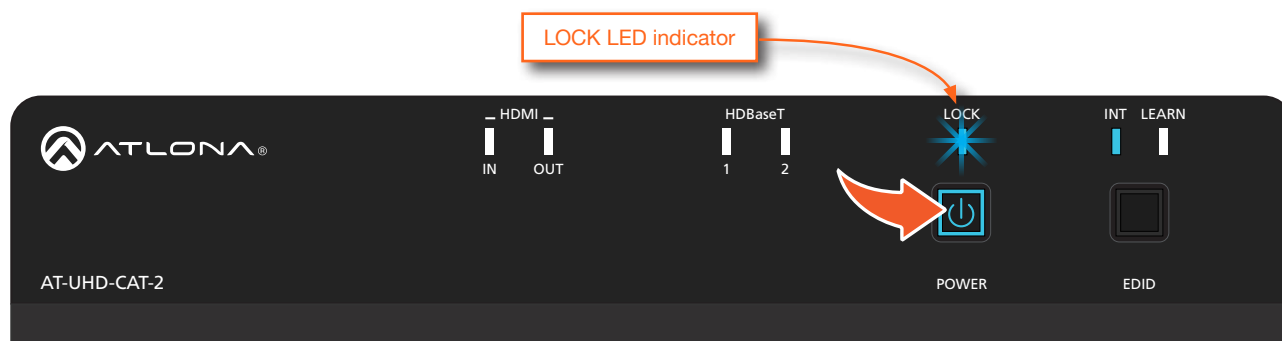 LOCK LED indicator
HDMI
HDBaseT
LOCK
INT LEARN
ATLONA®
IN OUT
1 2
AT-UHD-CAT-2
POWER
EDID